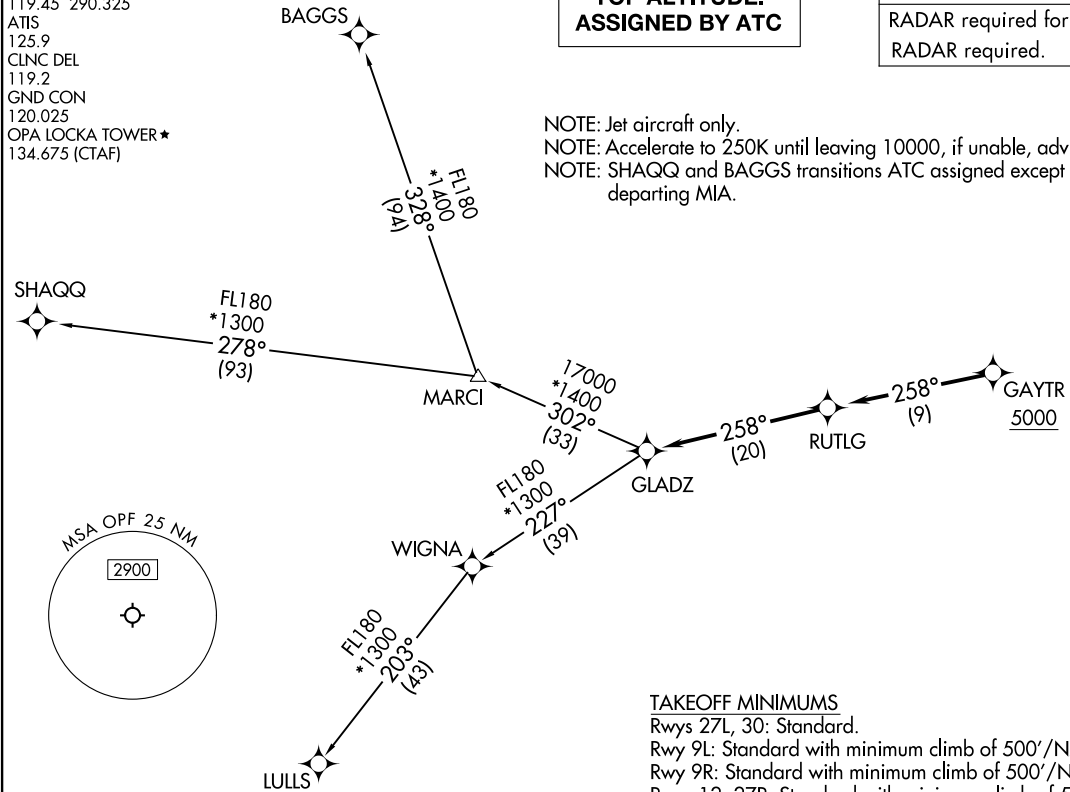 119.45 290.325
ATIS
125.9
CLNC DEL
119.2
GND CON
120.025
OPA LOCKA TOWER★
134.675 (CTAF)
BAGGS
TOP ALTITUDE:
ASSIGNED BY ATC
RADAR required for
RADAR required.
NOTE: Jet aircraft only.
NOTE: Accelerate to 250K until leaving 10000, if unable, adv
NOTE: SHAQQ and BAGGS transitions ATC assigned except
departing MIA.
FL180
*1400
328°
(94)
SHAQQ
FL180
*1300
278°
(93)
MARCI
17000
*1400
302°
(33)
GLADZ
258°
(20)
RUTLG
258°
(9)
GAYTR
5000
FL180
*1300
227°
(39)
WIGNA
FL180
*1300
203°
(43)
LULLS
MSA OPF 25 NM
2900
TAKEOFF MINIMUMS
Rwys 27L, 30: Standard.
Rwy 9L: Standard with minimum climb of 500'/N
Rwy 9R: Standard with minimum climb of 500'/N